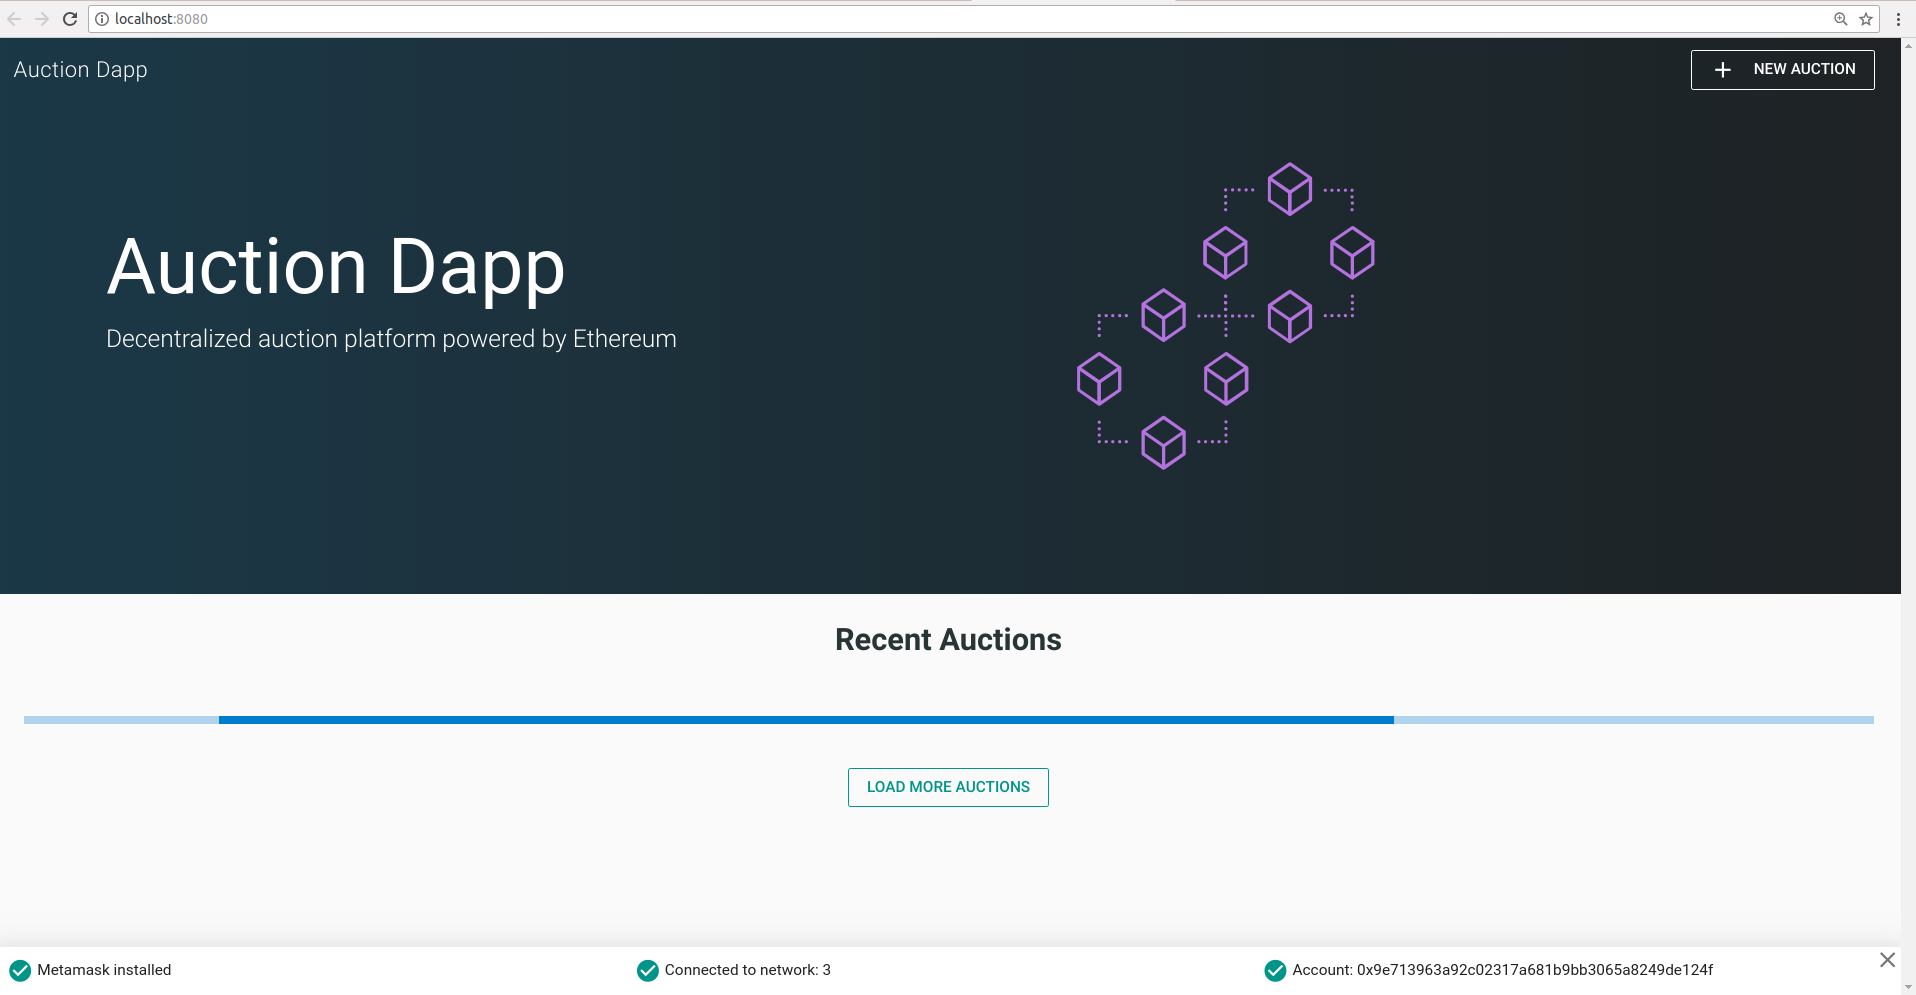 localhost:8080
Auction Dapp
NEW AUCTION
Auction Dapp
Decentralized auction platform powered by Ethereum
Recent Auctions
LOAD MORE AUCTIONS
Metamask installed
Connected to network: 3
Account: 0x9e713963a92c02317a681b9bb3065a8249de124f